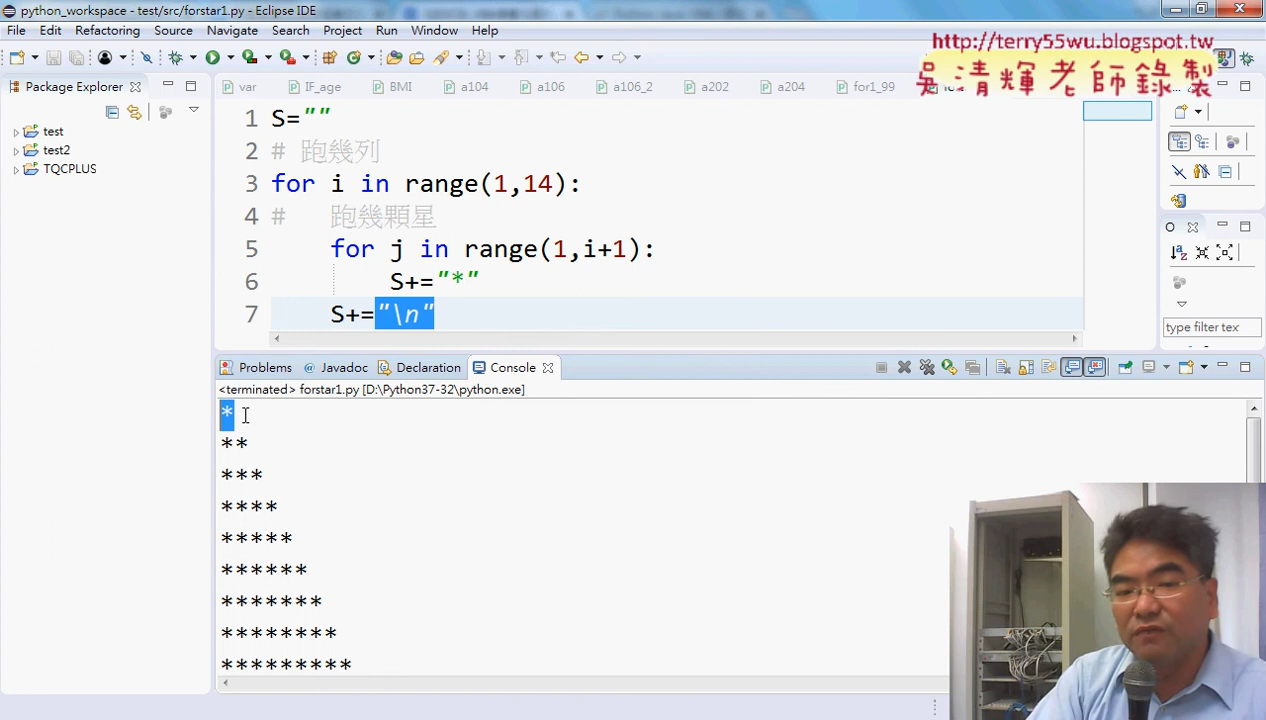 python_workspace - test/src/forstar1.py - Eclipse IDE
File Edit Refactoring Source Navigate Search Project Run Window Help
http://terry55wu.blogspot.tw
吳清輝老師錄製
Package Explorer
var IF_age BMI a104 a106 a106_2 a202 a204 for1_99
test
test2
TQCPLUS
1 S=""
2 # 跑幾列
3 for i in range(1,14):
4 # 跑幾顆星
5 for j in range(1,i+1):
6 S+="*"
7 S+="\n"
O
type filter tex
Problems @ Javadoc Declaration Console
<terminated> forstar1.py [D:\Python37-32\python.exe]
*
**
***
****
*****
******
*******
********
*********